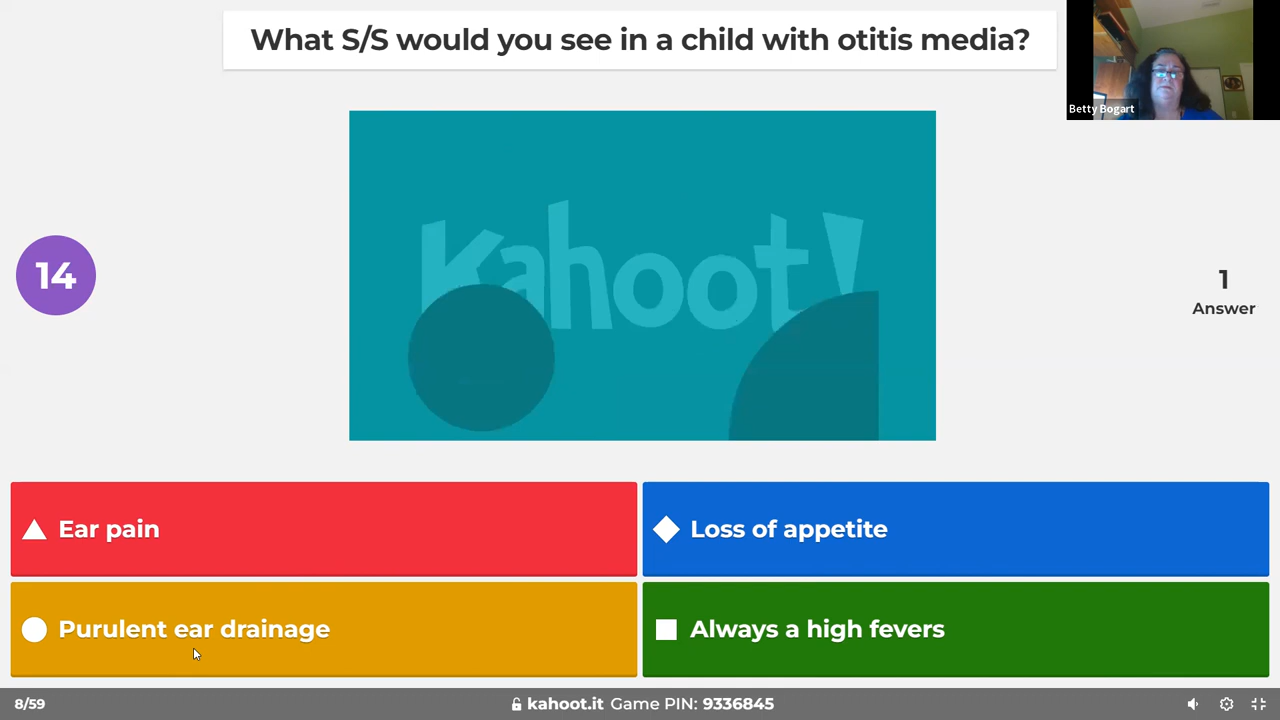 What S/S would you see in a child with otitis media?
Betty Bogart
Kahoot!
14
1
Answer
Ear pain
Loss of appetite
Purulent ear drainage
Always a high fevers
8/59
kahoot.it Game PIN: 9336845